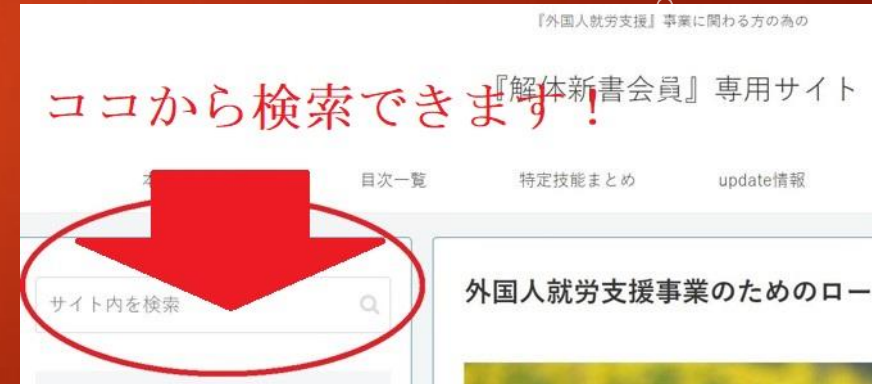 『外国人就労支援』事業に関わる方の為の
『解体新書会員』専用サイト
ココから検索できます！
目次一覧
特定技能まとめ
update情報
サイト内を検索
外国人就労支援事業のためのロー